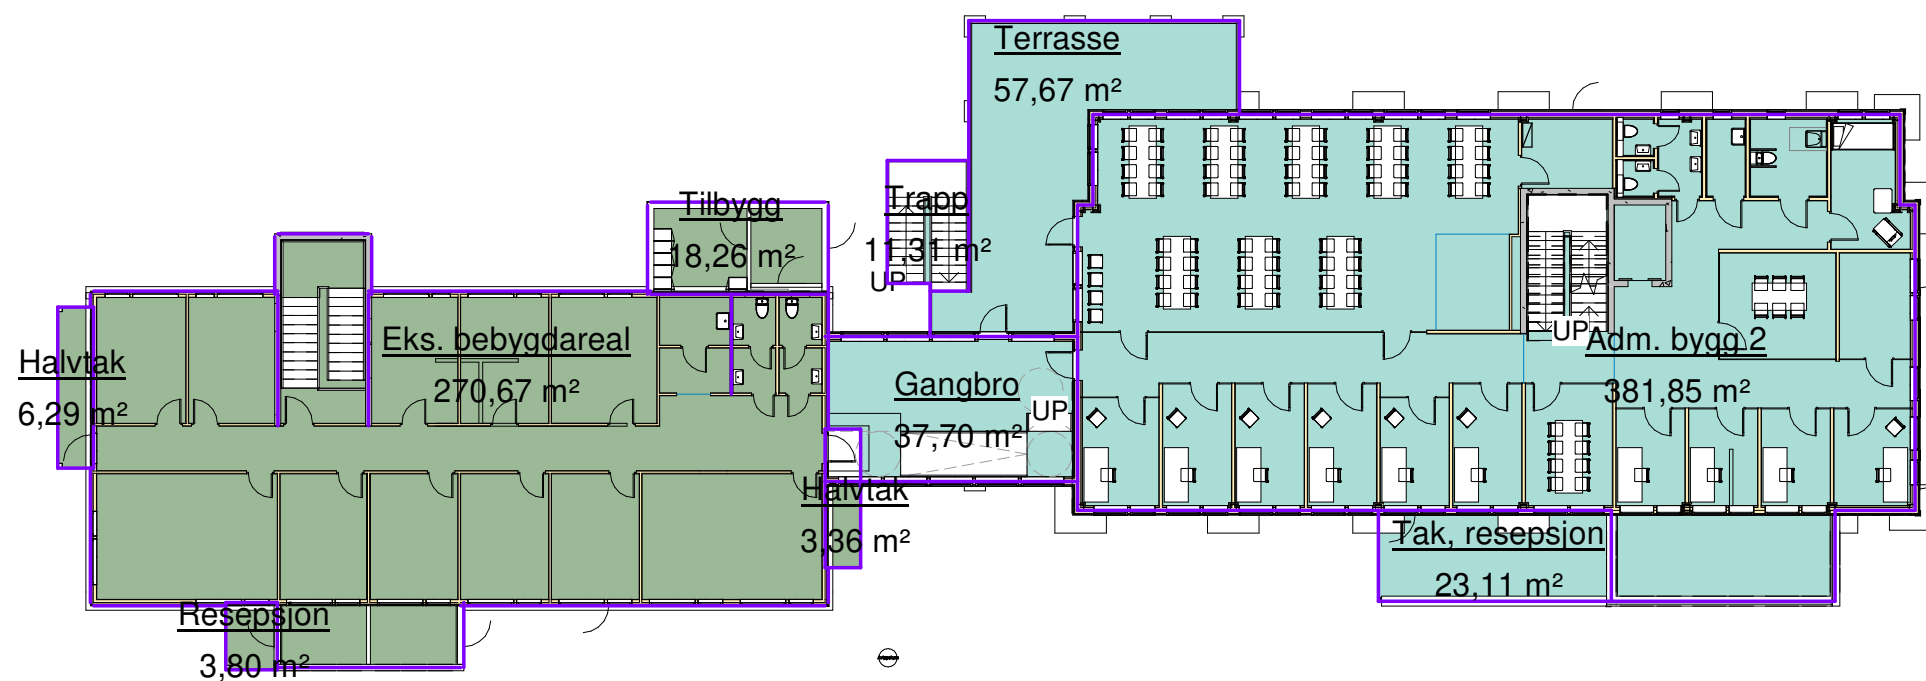 Terrasse
57,67 m²
Trapp
11,31 m²
UP
Tilbygg
18,26 m²
Halvtak
6,29 m²
Eks. bebygdareal
270,67 m²
Gangbro
37,70 m²
UP
UP
Adm. bygg 2
381,85 m²
Halvtak
3,36 m²
Tak, resepsjon
23,11 m²
Resepsjon
3,80 m²